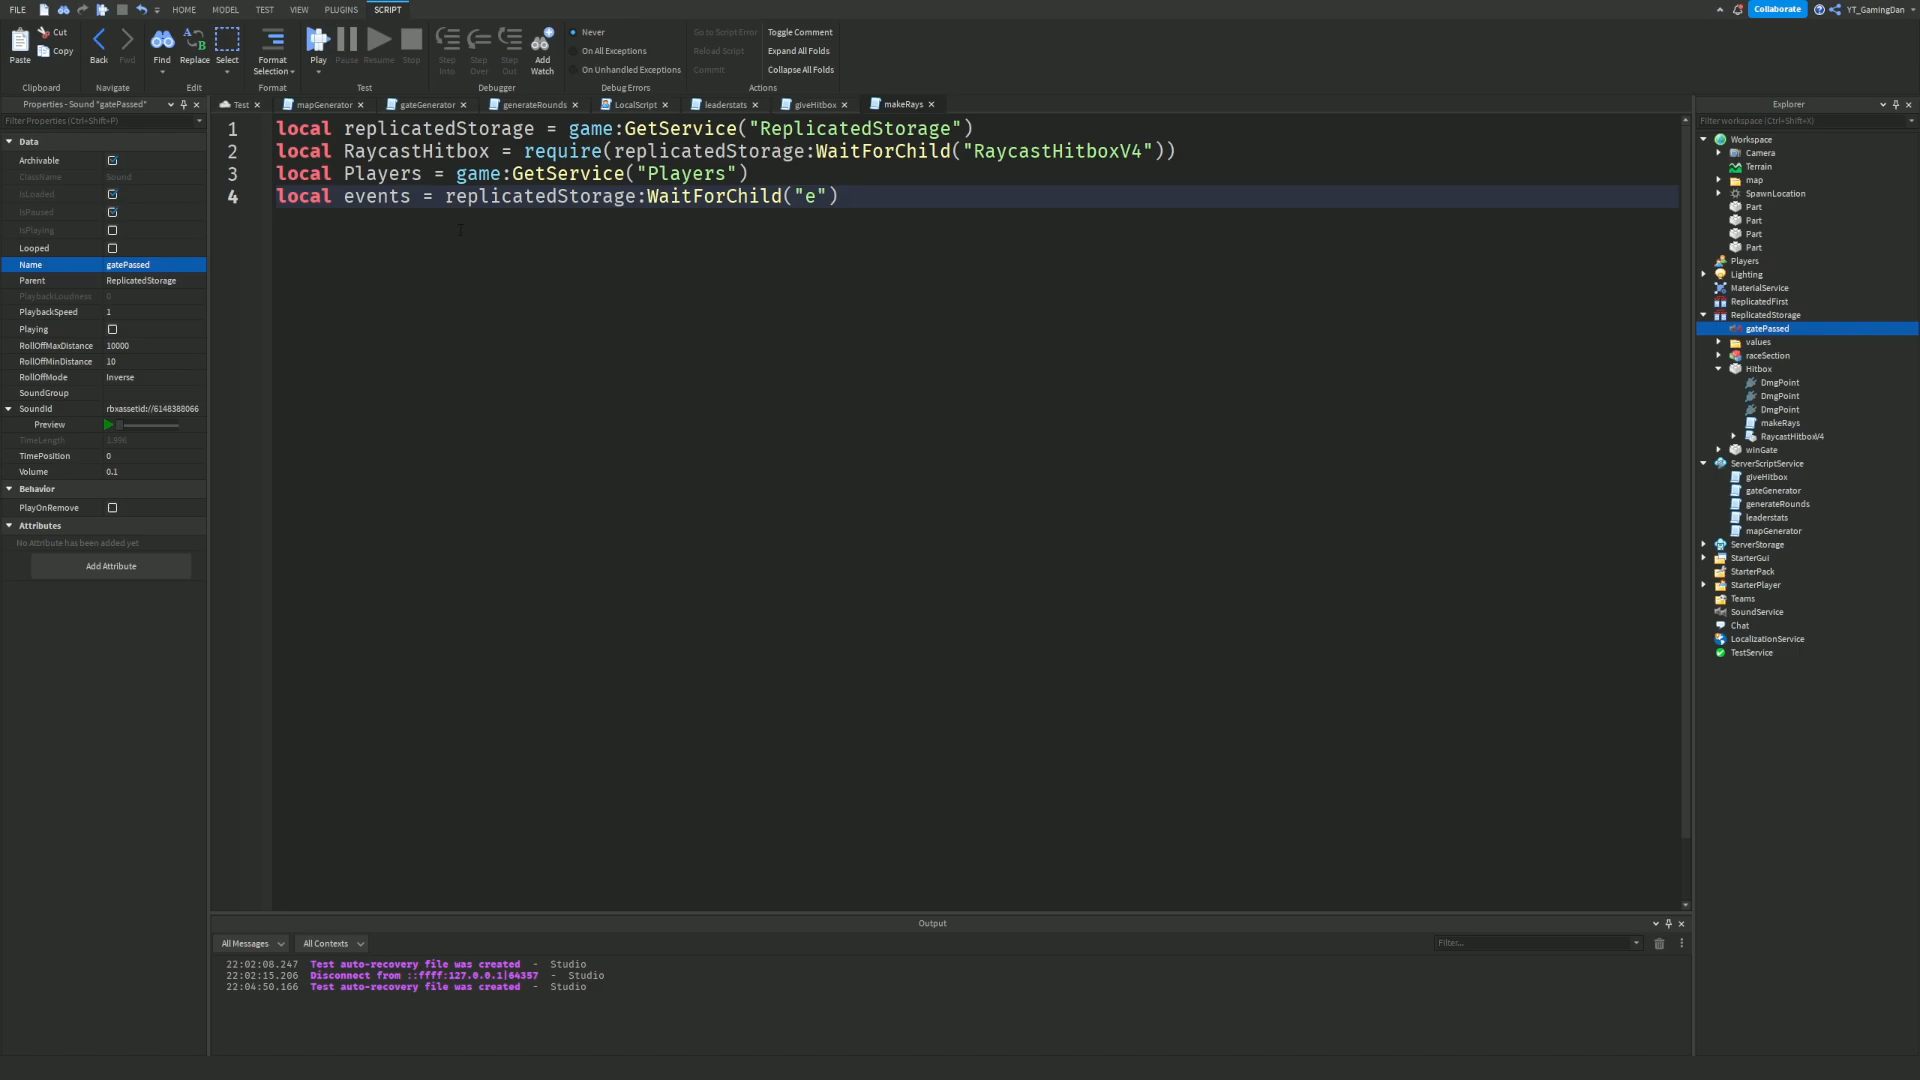 FILE HOME MODEL TEST VIEW PLUGINS SCRIPT Collaborate YT_GamingDan
Paste Cut Copy Back Fwd Find Replace Select Format Selection Play Pause Resume Stop Step Into Step Over Step Out Add Watch
Never
On All Exceptions
On Unhandled Exceptions
Go to Script Error
Reload Script
Commit
Toggle Comment
Expand All Folds
Collapse All Folds
Clipboard Navigate Edit Format Test Debugger Debug Errors Actions
Properties - Sound "gatePassed"
Filter Properties (Ctrl+Shift+P)
Data
Archivable
ClassName Sound
IsLoaded
IsPaused
IsPlaying
Looped
Name gatePassed
Parent ReplicatedStorage
PlaybackLoudness 0
PlaybackSpeed 1
Playing
RollOffMaxDistance 10000
RollOffMinDistance 10
RollOffMode Inverse
SoundGroup
SoundId rbxassetid://6148388066
Preview
TimeLength 1.996
TimePosition 0
Volume 0.1
Behavior
PlayOnRemove
Attributes
No Attribute has been added yet
Add Attribute
Test mapGenerator gateGenerator generateRounds LocalScript leaderstats giveHitbox makeRays
1 local replicatedStorage = game:GetService("ReplicatedStorage")
2 local RaycastHitbox = require(replicatedStorage:WaitForChild("RaycastHitboxV4"))
3 local Players = game:GetService("Players")
4 local events = replicatedStorage:WaitForChild("e")
Output
All Messages All Contexts Filter...
22:02:08.247 Test auto-recovery file was created - Studio
22:02:15.206 Disconnect from ::ffff:127.0.0.1|64357 - Studio
22:04:50.166 Test auto-recovery file was created - Studio
Explorer
Filter workspace (Ctrl+Shift+X)
Workspace
Camera
Terrain
map
SpawnLocation
Part
Part
Part
Part
Players
Lighting
MaterialService
ReplicatedFirst
ReplicatedStorage
gatePassed
values
raceSection
Hitbox
DmgPoint
DmgPoint
DmgPoint
makeRays
RaycastHitboxV4
winGate
ServerScriptService
giveHitbox
gateGenerator
generateRounds
leaderstats
mapGenerator
ServerStorage
StarterGui
StarterPack
StarterPlayer
Teams
SoundService
Chat
LocalizationService
TestService